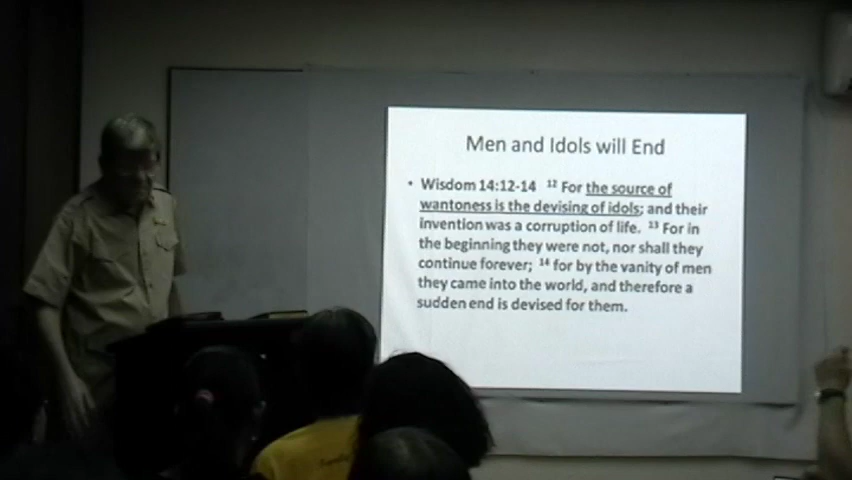 Men and Idols will End
• Wisdom 14:12-14 ¹² For the source of
wantoness is the devising of idols; and their
invention was a corruption of life. ¹³ For in
the beginning they were not, nor shall they
continue forever; ¹⁴ for by the vanity of men
they came into the world, and therefore a
sudden end is devised for them.